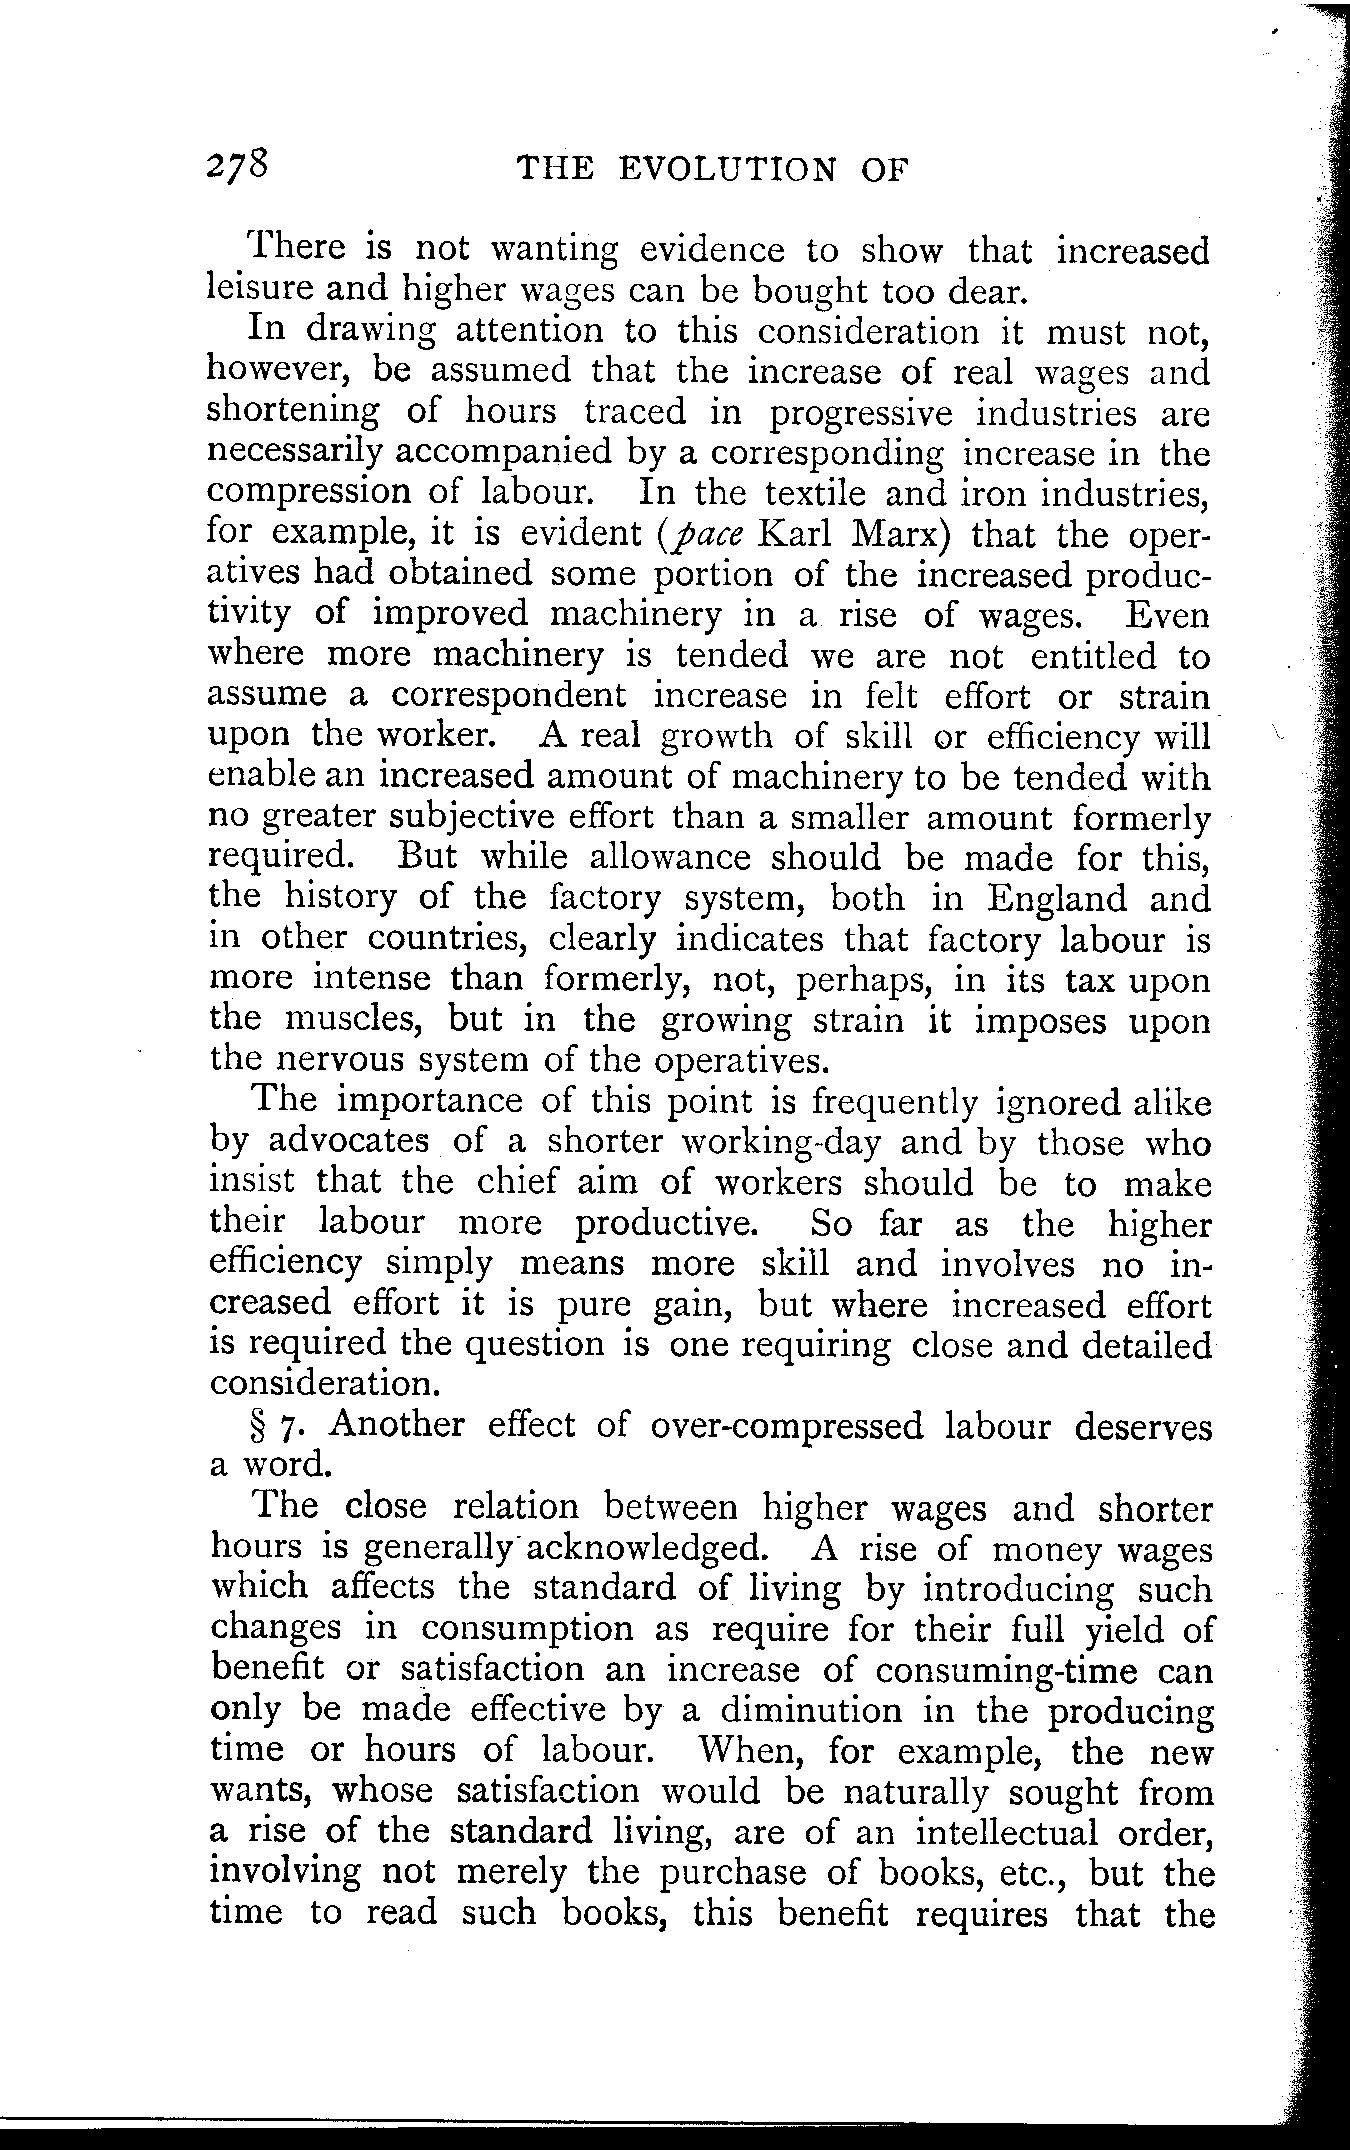 278 THE EVOLUTION OF
There is not wanting evidence to show that increased
leisure and higher wages can be bought too dear.
In drawing attention to this consideration it must not,
however, be assumed that the increase of real wages and
shortening of hours traced in progressive industries are
necessarily accompanied by a corresponding increase in the
compression of labour. In the textile and iron industries,
for example, it is evident (pace Karl Marx) that the oper-
atives had obtained some portion of the increased produc-
tivity of improved machinery in a rise of wages. Even
where more machinery is tended we are not entitled to
assume a correspondent increase in felt effort or strain
upon the worker. A real growth of skill or efficiency will
enable an increased amount of machinery to be tended with
no greater subjective effort than a smaller amount formerly
required. But while allowance should be made for this,
the history of the factory system, both in England and
in other countries, clearly indicates that factory labour is
more intense than formerly, not, perhaps, in its tax upon
the muscles, but in the growing strain it imposes upon
the nervous system of the operatives.
The importance of this point is frequently ignored alike
by advocates of a shorter working-day and by those who
insist that the chief aim of workers should be to make
their labour more productive. So far as the higher
efficiency simply means more skill and involves no in-
creased effort it is pure gain, but where increased effort
is required the question is one requiring close and detailed
consideration.
§ 7. Another effect of over-compressed labour deserves
a word.
The close relation between higher wages and shorter
hours is generally acknowledged. A rise of money wages
which affects the standard of living by introducing such
changes in consumption as require for their full yield of
benefit or satisfaction an increase of consuming-time can
only be made effective by a diminution in the producing
time or hours of labour. When, for example, the new
wants, whose satisfaction would be naturally sought from
a rise of the standard living, are of an intellectual order,
involving not merely the purchase of books, etc., but the
time to read such books, this benefit requires that the